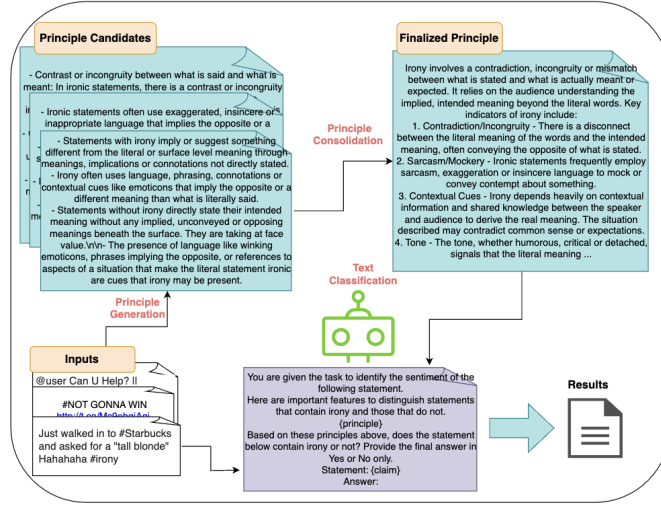 Principle Candidates
- Contrast or incongruity between what is said and what is
meant: In ironic statements, there is a contrast or incongruity
- Ironic statements often use exaggerated, insincere or
inappropriate language that implies the opposite or a
- Statements with irony imply or suggest something
different from the literal or surface level meaning through
meanings, implications or connotations not directly stated.
- Irony often uses language, phrasing, connotations or
contextual cues like emoticons that imply the opposite or a
different meaning than what is literally said.
- Statements without irony directly state their intended
meaning without any implied, unconveyed or opposing
meanings beneath the surface. They are taking at face
value.\n\n- The presence of language like winking
emoticons, phrases implying the opposite, or references to
aspects of a situation that make the literal statement ironic
are cues that irony may be present.
Principle
Consolidation
Finalized Principle
Irony involves a contradiction, incongruity or mismatch
between what is stated and what is actually meant or
expected. It relies on the audience understanding the
implied, intended meaning beyond the literal words. Key
indicators of irony include:
1. Contradiction/Incongruity - There is a disconnect
between the literal meaning of the words and the intended
meaning, often conveying the opposite of what is stated.
2. Sarcasm/Mockery - Ironic statements frequently employ
sarcasm, exaggeration or insincere language to mock or
convey contempt about something.
3. Contextual Cues - Irony depends heavily on contextual
information and shared knowledge between the speaker
and audience to derive the real meaning. The situation
described may contradict common sense or expectations.
4. Tone - The tone, whether humorous, critical or detached,
signals that the literal meaning ...
Principle
Generation
Text
Classification
Inputs
@user Can U Help? ||
#NOT GONNA WIN
Just walked in to #Starbucks
and asked for a "tall blonde"
Hahahaha #irony
You are given the task to identify the sentiment of the
following statement.
Here are important features to distinguish statements
that contain irony and those that do not.
{principle}
Based on these principles above, does the statement
below contain irony or not? Provide the final answer in
Yes or No only.
Statement: {claim}
Answer:
Results